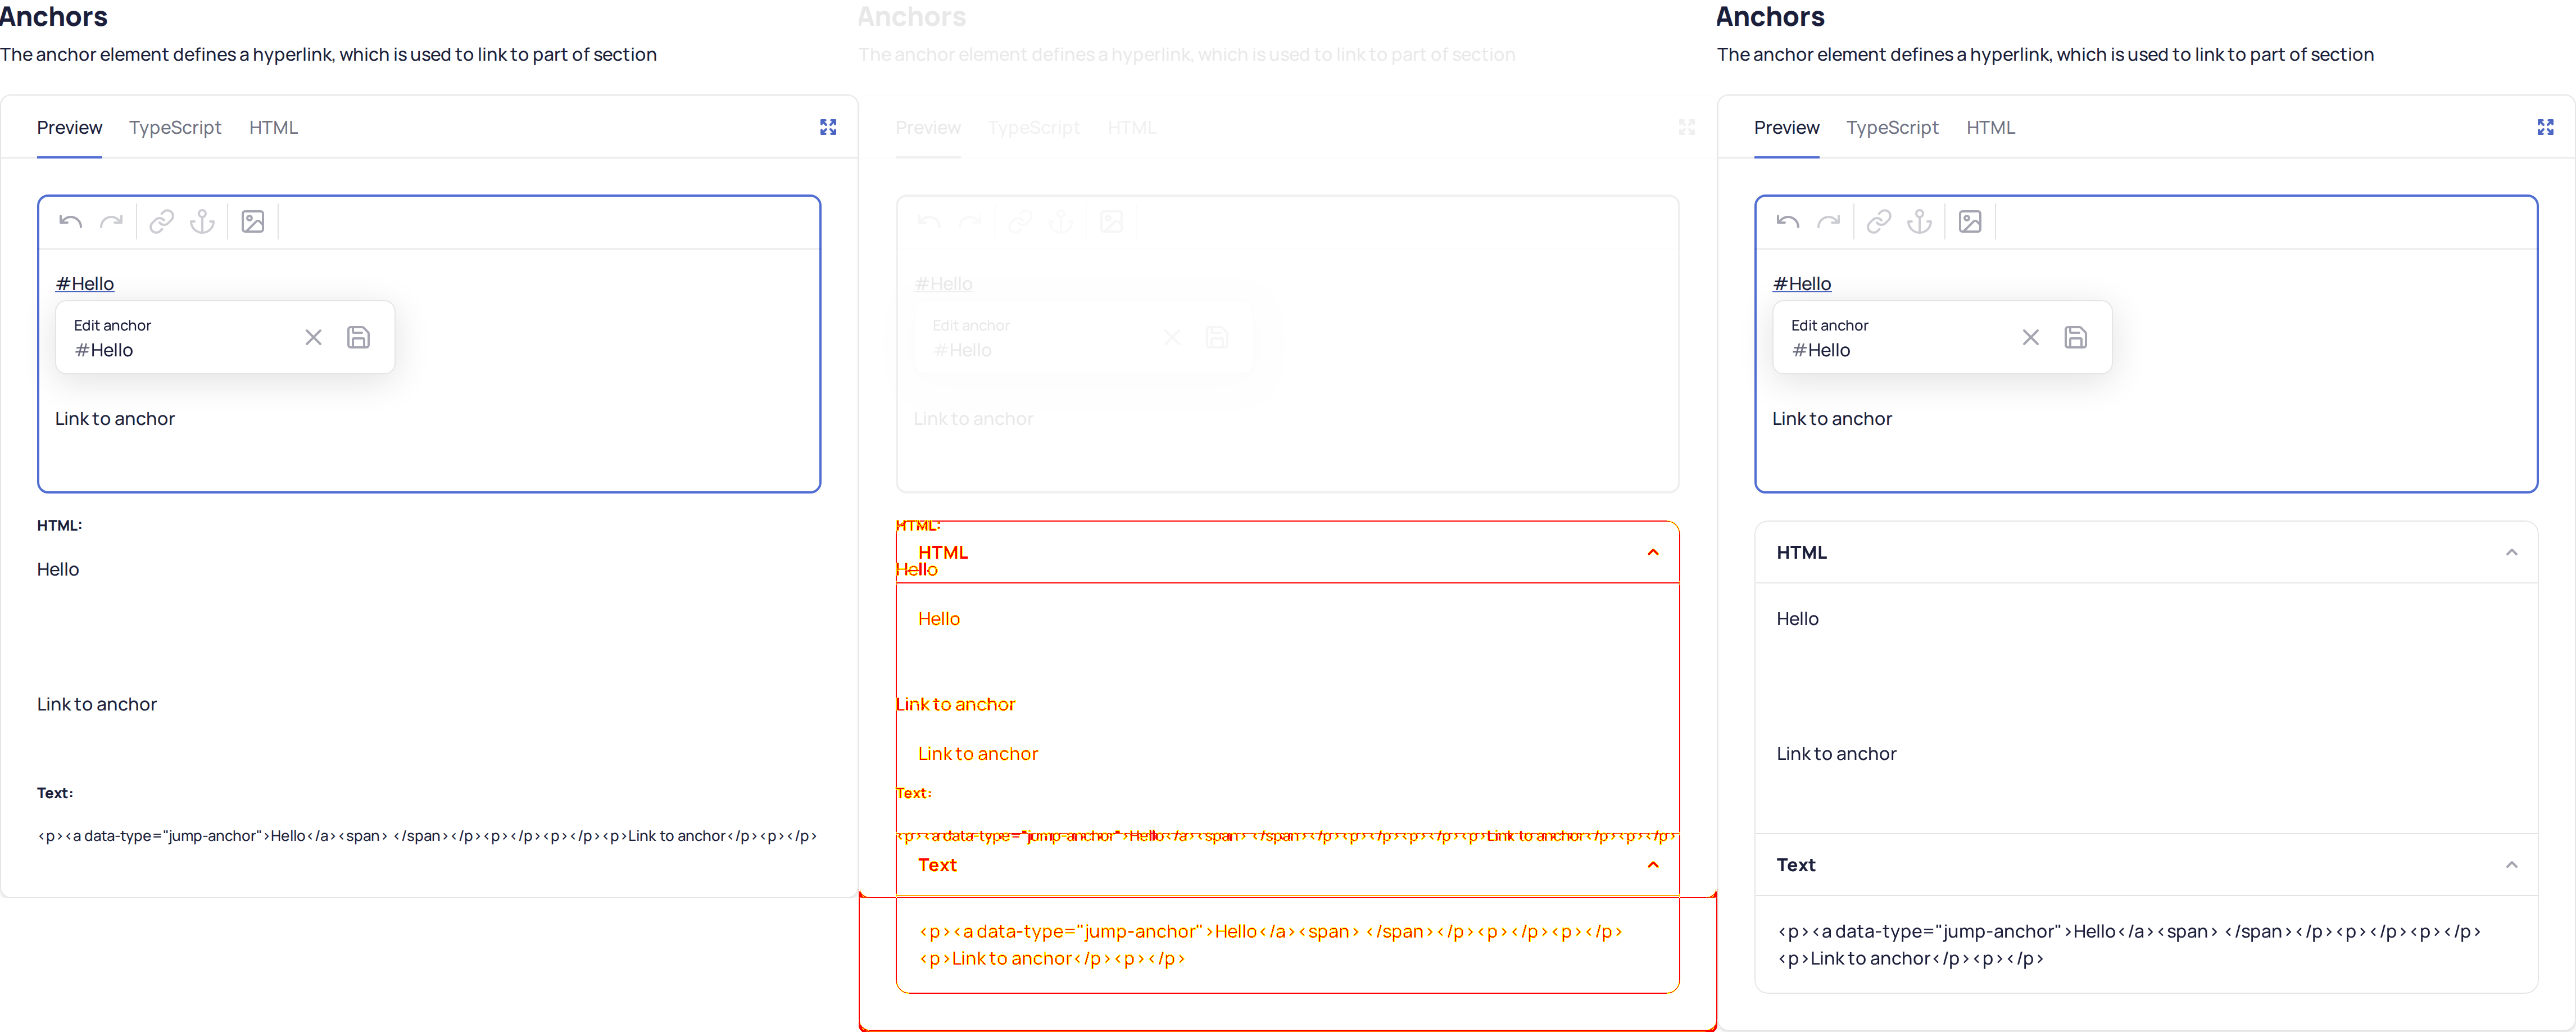 Anchors
The anchor element defines a hyperlink, which is used to link to part of section
Preview TypeScript HTML
#Hello
Edit anchor
#Hello
Link to anchor
HTML:
Hello
Link to anchor
Text:
<p><a data-type="jump-anchor">Hello</a><span> </span></p><p></p><p></p><p>Link to anchor</p><p></p>
Anchors
The anchor element defines a hyperlink, which is used to link to part of section
Preview TypeScript HTML
#Hello
Edit anchor
#Hello
Link to anchor
HTML:
HTML
Hello
Hello
Link to anchor
Link to anchor
Text:
<p><a data-type="jump-anchor">Hello</a><span> </span></p><p></p><p></p><p>Link to anchor</p><p></p>
Text
<p><a data-type="jump-anchor">Hello</a><span> </span></p><p></p><p></p>
<p>Link to anchor</p><p></p>
Anchors
The anchor element defines a hyperlink, which is used to link to part of section
Preview TypeScript HTML
#Hello
Edit anchor
#Hello
Link to anchor
HTML
Hello
Link to anchor
Text
<p><a data-type="jump-anchor">Hello</a><span> </span></p><p></p><p></p>
<p>Link to anchor</p><p></p>